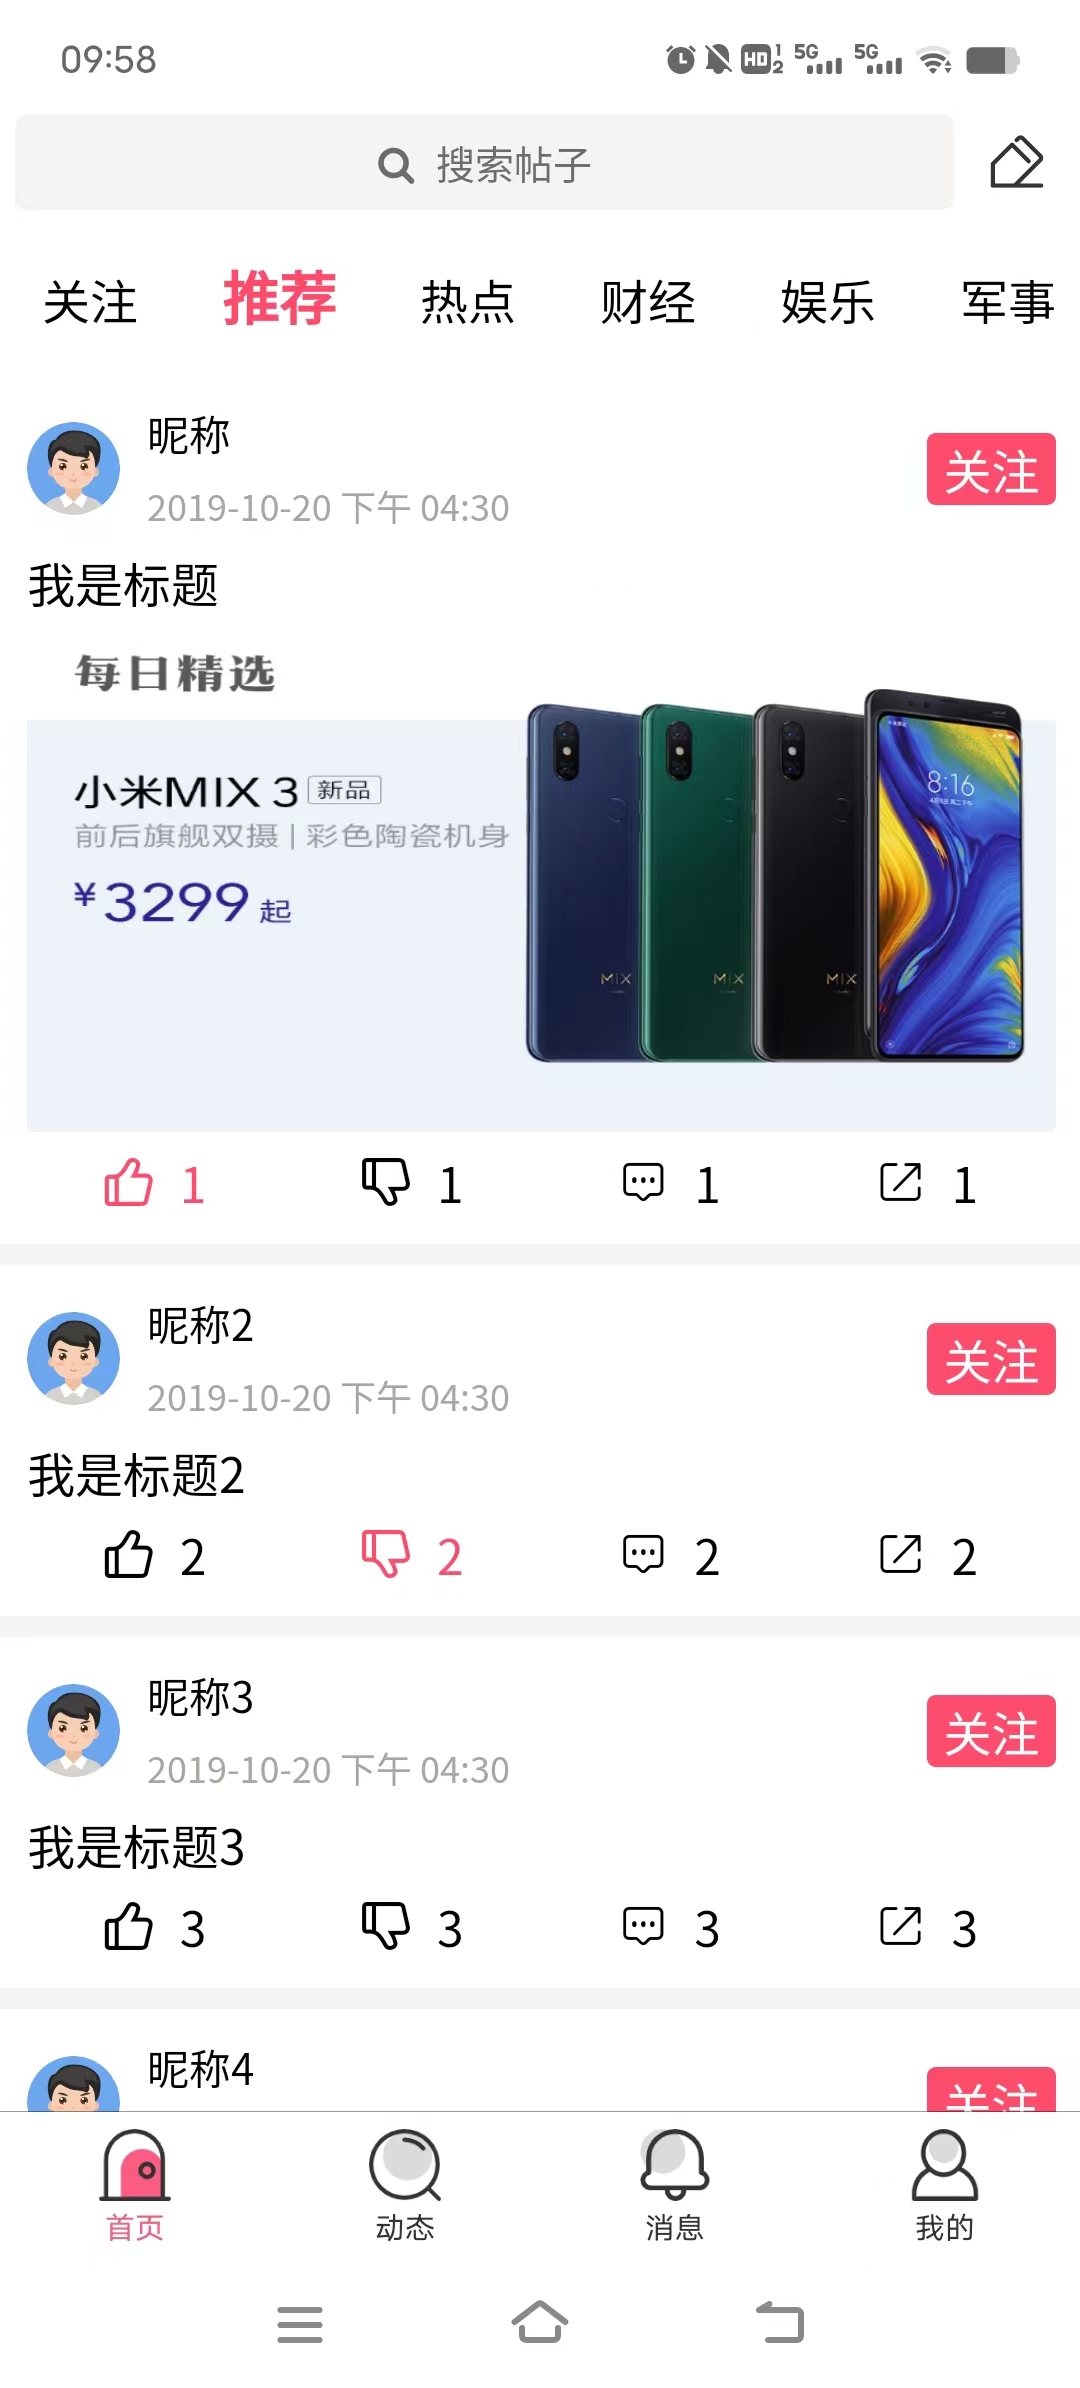 09:58
HD 1 2 5G 5G
搜索帖子
关注 推荐 热点 财经 娱乐 军事
昵称
关注
2019-10-20 下午 04:30
我是标题
每日精选
小米MIX 3 新品
前后旗舰双摄 | 彩色陶瓷机身
¥3299 起
8:16
MIX MIX MIX
1 1 1 1
昵称2
关注
2019-10-20 下午 04:30
我是标题2
2 2 2 2
昵称3
关注
2019-10-20 下午 04:30
我是标题3
3 3 3 3
昵称4
关注
首页 动态 消息 我的